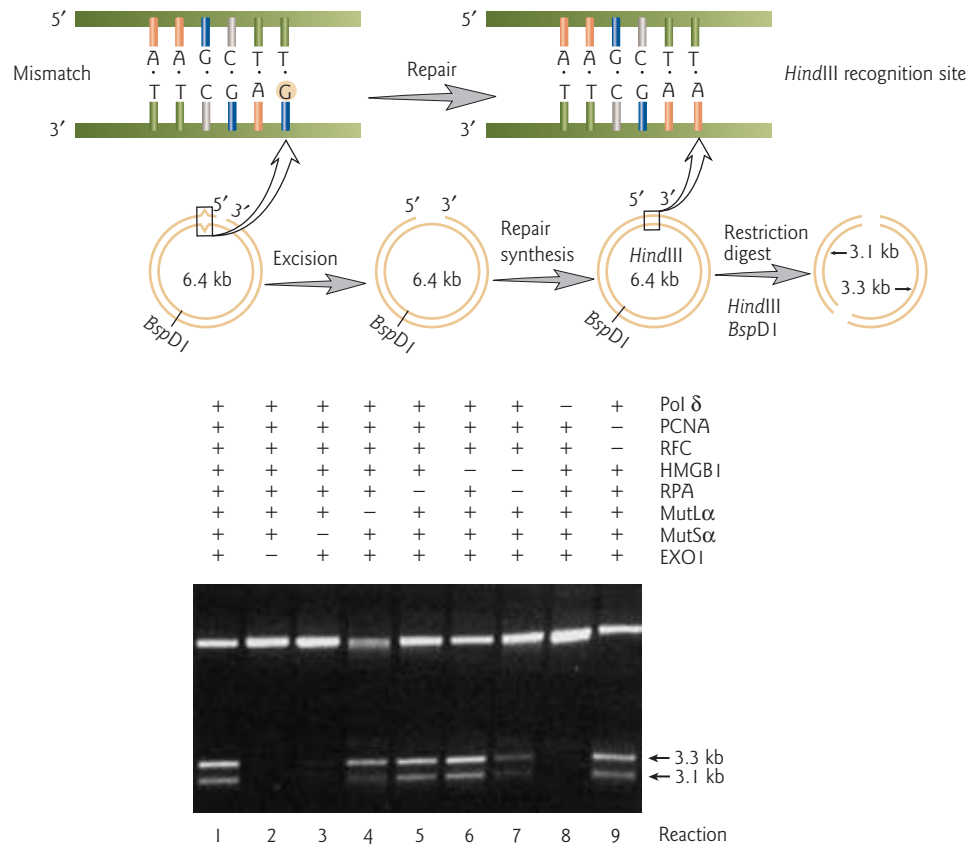 5′
A A G C T T
Mismatch
T T C G A G
3′
Repair
5′
A A G C T T
HindIII recognition site
T T C G A A
3′
5′ 3′
6.4 kb
BspD1
Excision
5′ 3′
6.4 kb
BspD1
Repair
synthesis
5′ 3′
HindIII
6.4 kb
BspD1
Restriction
digest
HindIII
BspD1
3.1 kb
3.3 kb
+ + + + + + + – + Pol δ
+ + + + + + + + – PCNA
+ + + + + + + + – RFC
+ + + + + – – + + HMGB1
+ + + + – + – + + RPA
+ + + – + + + + + MutLα
+ + – + + + + + + MutSα
+ – + + + + + + + EXO1
3.3 kb
3.1 kb
1 2 3 4 5 6 7 8 9 Reaction